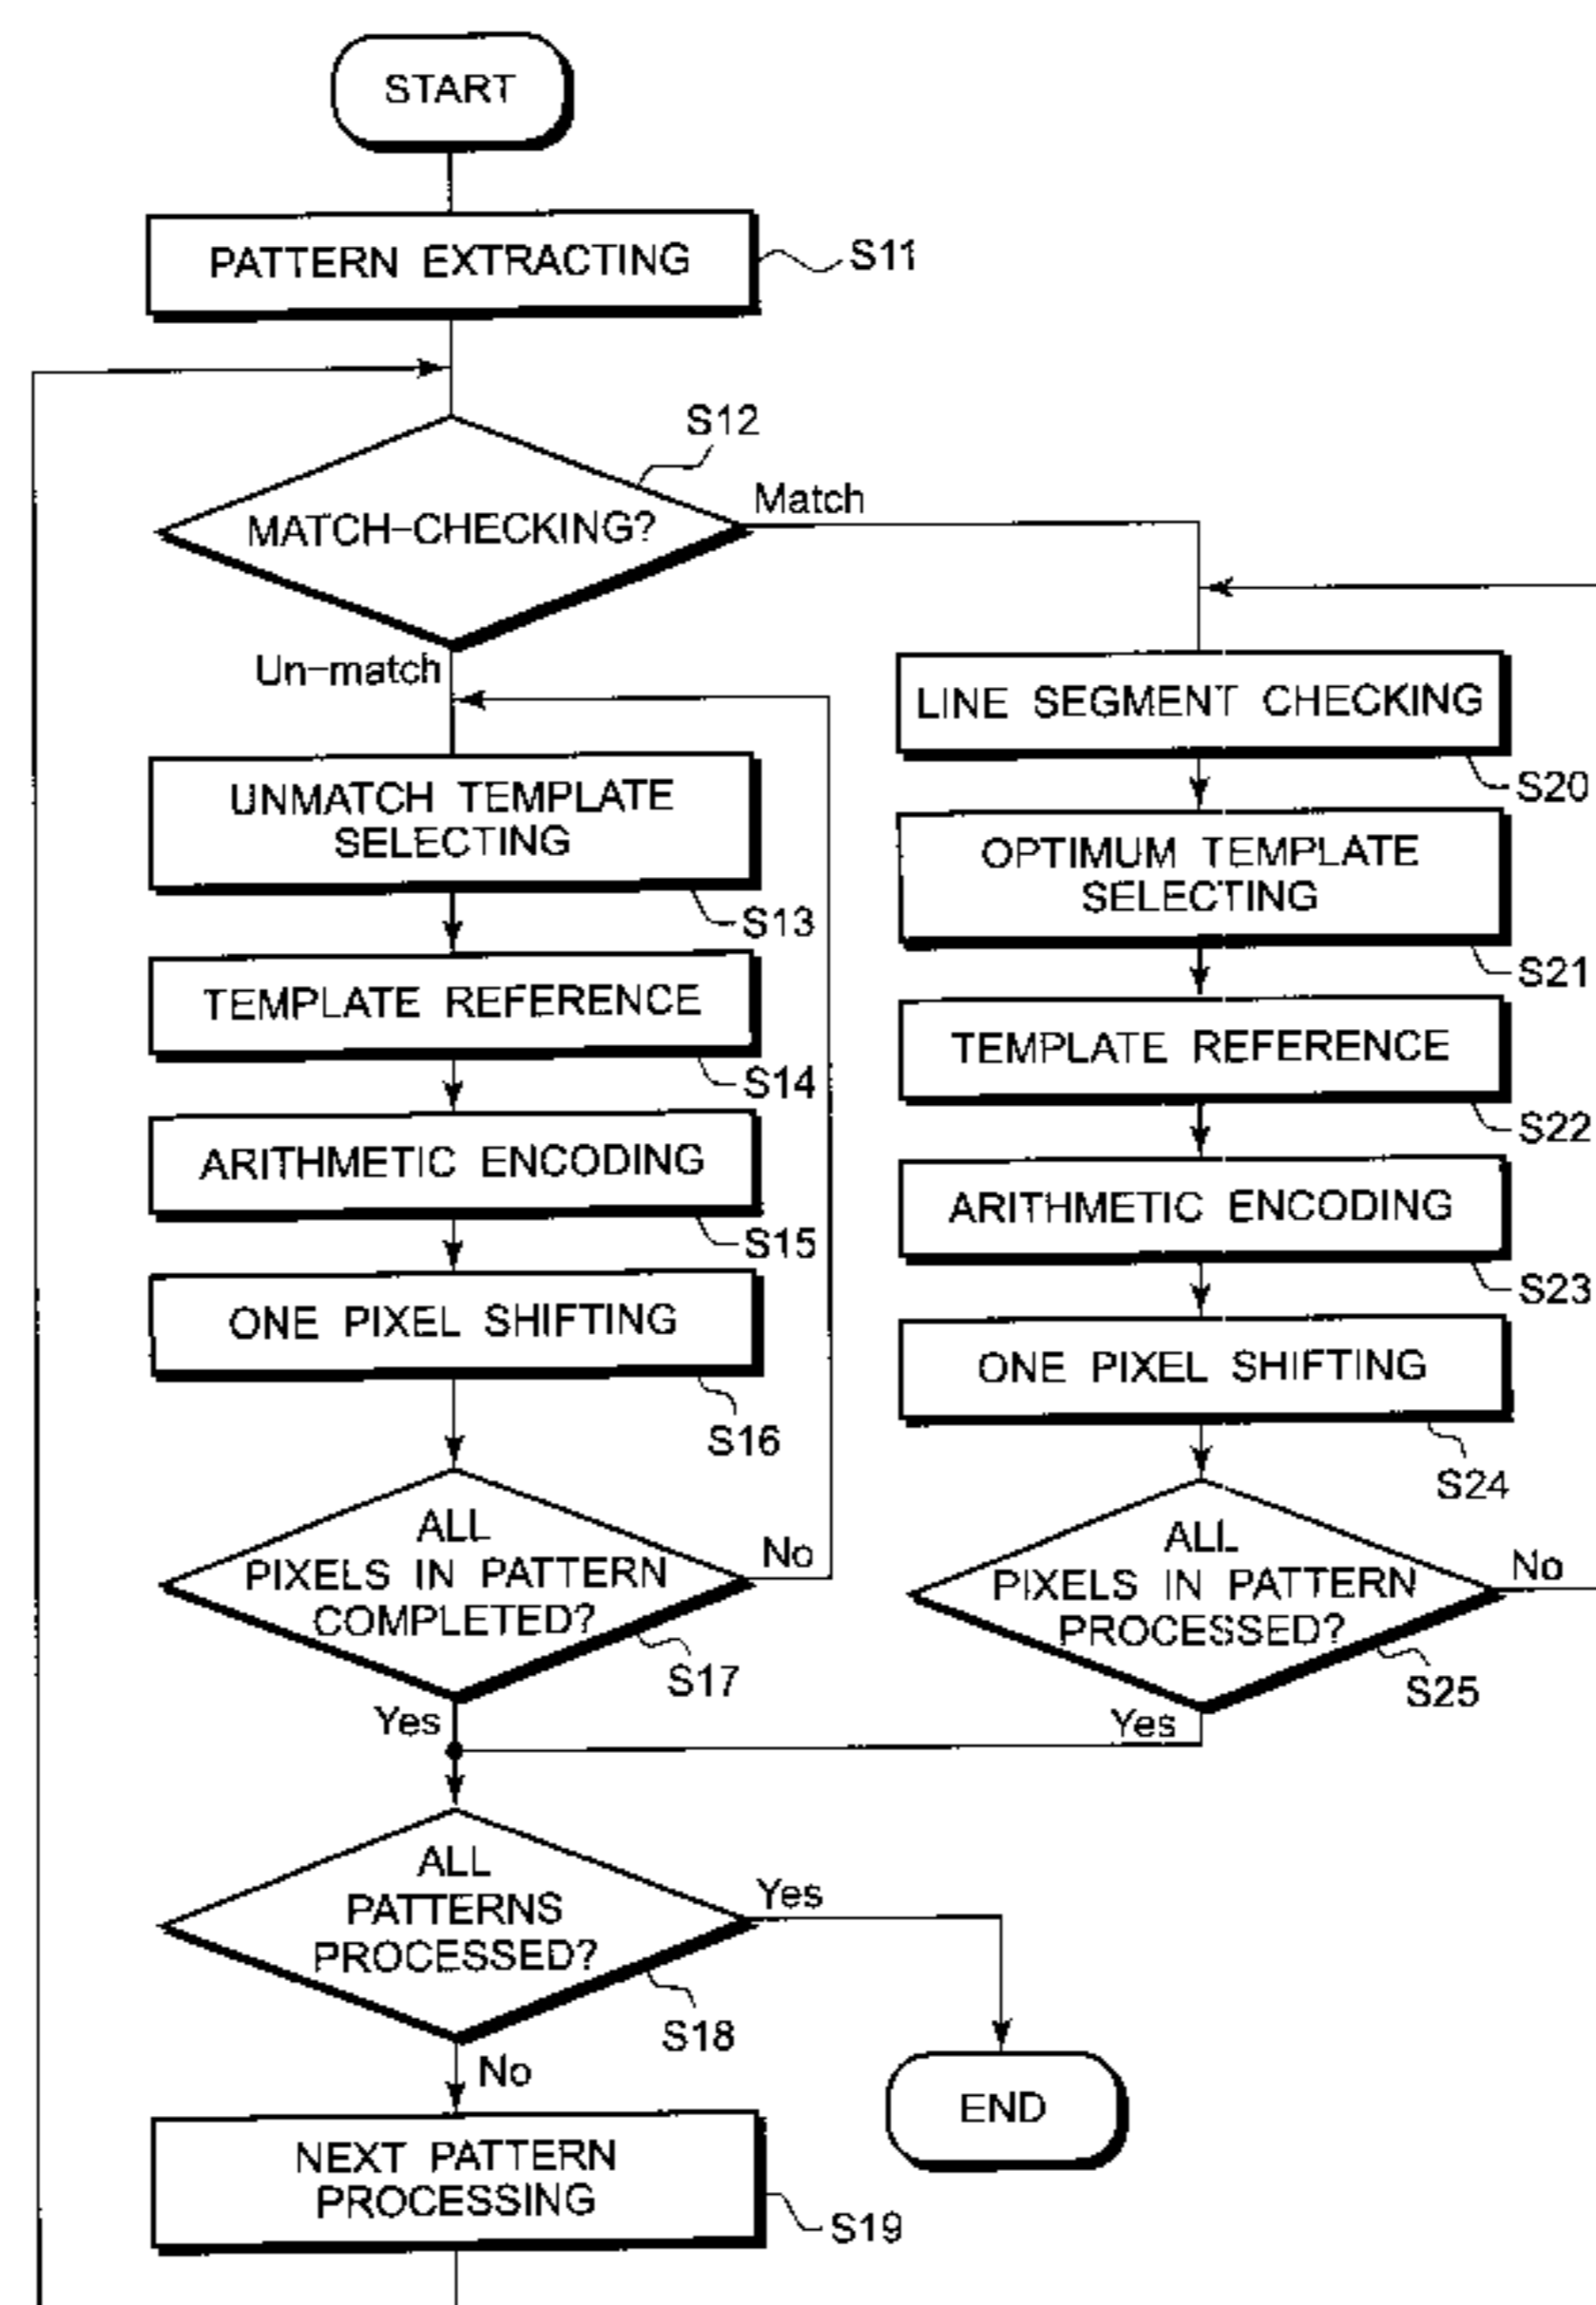 START
PATTERN EXTRACTING
S11
S12
MATCH-CHECKING?
Match
Un-match
UNMATCH TEMPLATE
SELECTING
S13
TEMPLATE REFERENCE
S14
ARITHMETIC ENCODING
S15
ONE PIXEL SHIFTING
S16
ALL
PIXELS IN PATTERN
COMPLETED?
No
S17
Yes
LINE SEGMENT CHECKING
S20
OPTIMUM TEMPLATE
SELECTING
S21
TEMPLATE REFERENCE
S22
ARITHMETIC ENCODING
S23
ONE PIXEL SHIFTING
S24
ALL
PIXELS IN PATTERN
PROCESSED?
No
S25
Yes
ALL
PATTERNS
PROCESSED?
Yes
S18
No
END
NEXT PATTERN
PROCESSING
S19